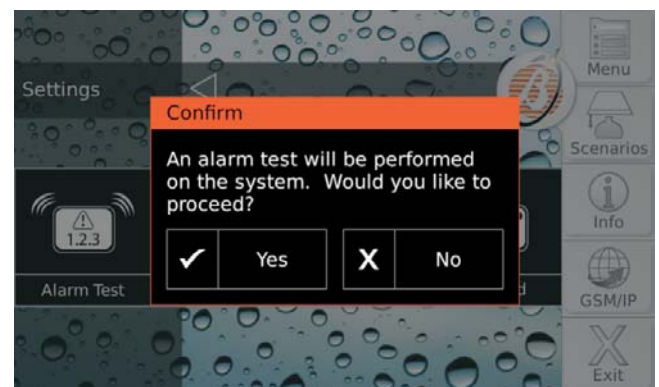 Menu
Settings
Confirm
An alarm test will be performed
on the system. Would you like to
proceed?
Scenarios
Info
1.2.3
X
Yes
X
No
Alarm Test
d
GSM/IP
Exit